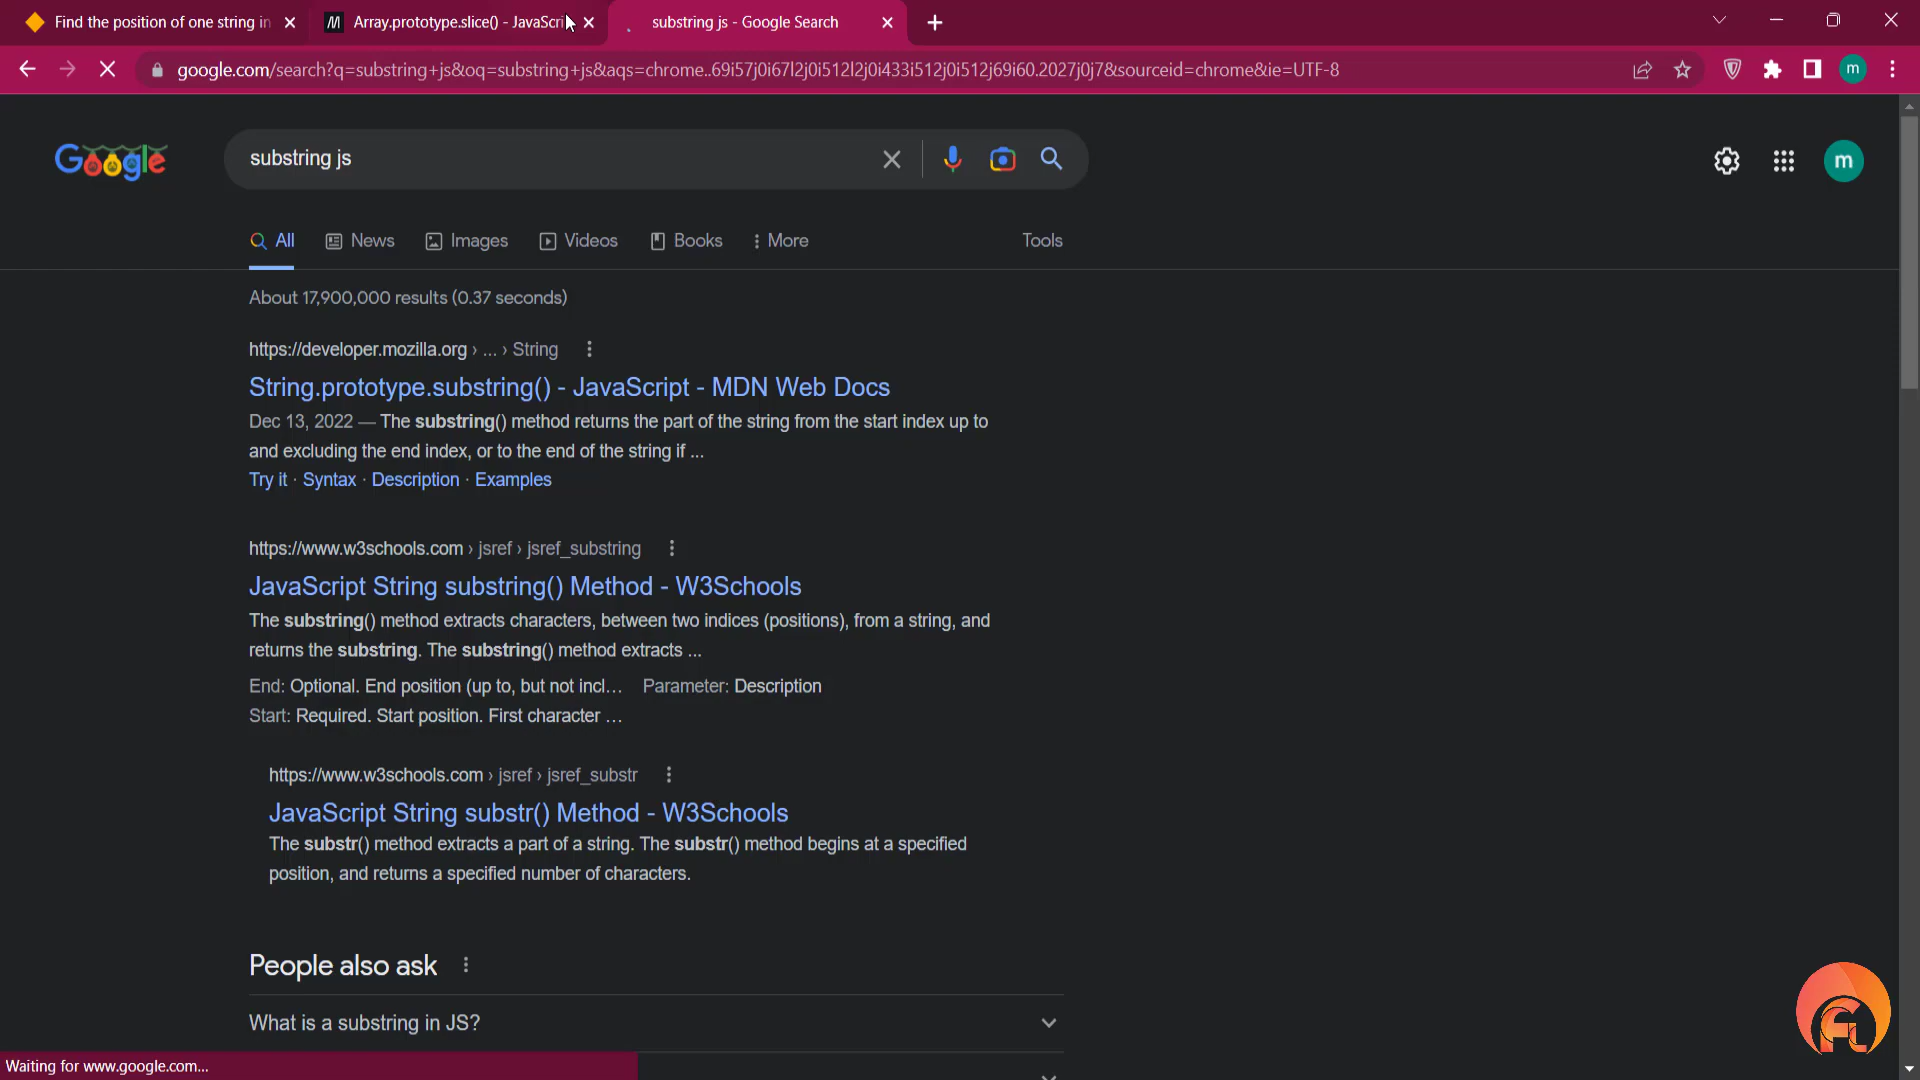 Find the position of one string in
Array.prototype.slice() - JavaScri
substring js - Google Search
google.com/search?q=substring+js&oq=substring+js&aqs=chrome..69i57j0i67l2j0i512l2j0i433i512j0i512j69i60.2027j0j7&sourceid=chrome&ie=UTF-8
m
Google
substring js
m
All
News
Images
Videos
Books
More
Tools
About 17,900,000 results (0.37 seconds)
https://developer.mozilla.org › ... › String
String.prototype.substring() - JavaScript - MDN Web Docs
Dec 13, 2022 — The substring() method returns the part of the string from the start index up to
and excluding the end index, or to the end of the string if ...
Try it · Syntax · Description · Examples
https://www.w3schools.com › jsref › jsref_substring
JavaScript String substring() Method - W3Schools
The substring() method extracts characters, between two indices (positions), from a string, and
returns the substring. The substring() method extracts ...
End: Optional. End position (up to, but not incl… Parameter: Description
Start: Required. Start position. First character …
https://www.w3schools.com › jsref › jsref_substr
JavaScript String substr() Method - W3Schools
The substr() method extracts a part of a string. The substr() method begins at a specified
position, and returns a specified number of characters.
People also ask
What is a substring in JS?
Waiting for www.google.com...